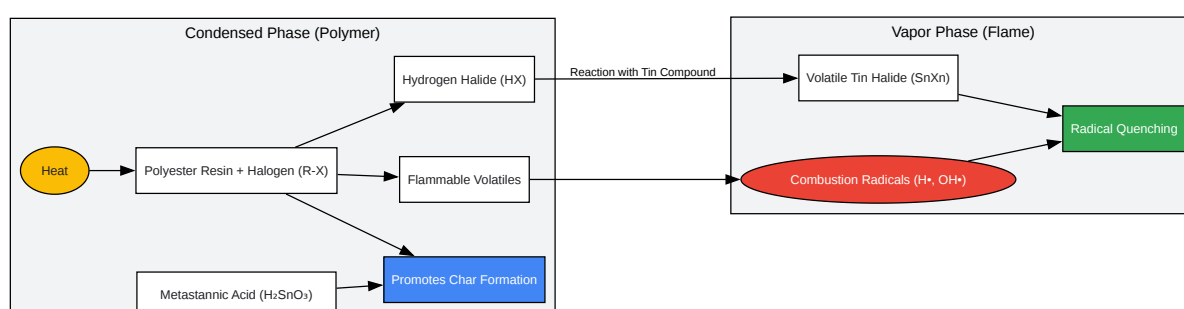 Condensed Phase (Polymer)
Vapor Phase (Flame)
Hydrogen Halide (HX)
Reaction with Tin Compound
Volatile Tin Halide (SnXn)
Radical Quenching
Heat
Polyester Resin + Halogen (R-X)
Flammable Volatiles
Combustion Radicals (H•, OH•)
Promotes Char Formation
Metastannic Acid (H₂SnO₃)